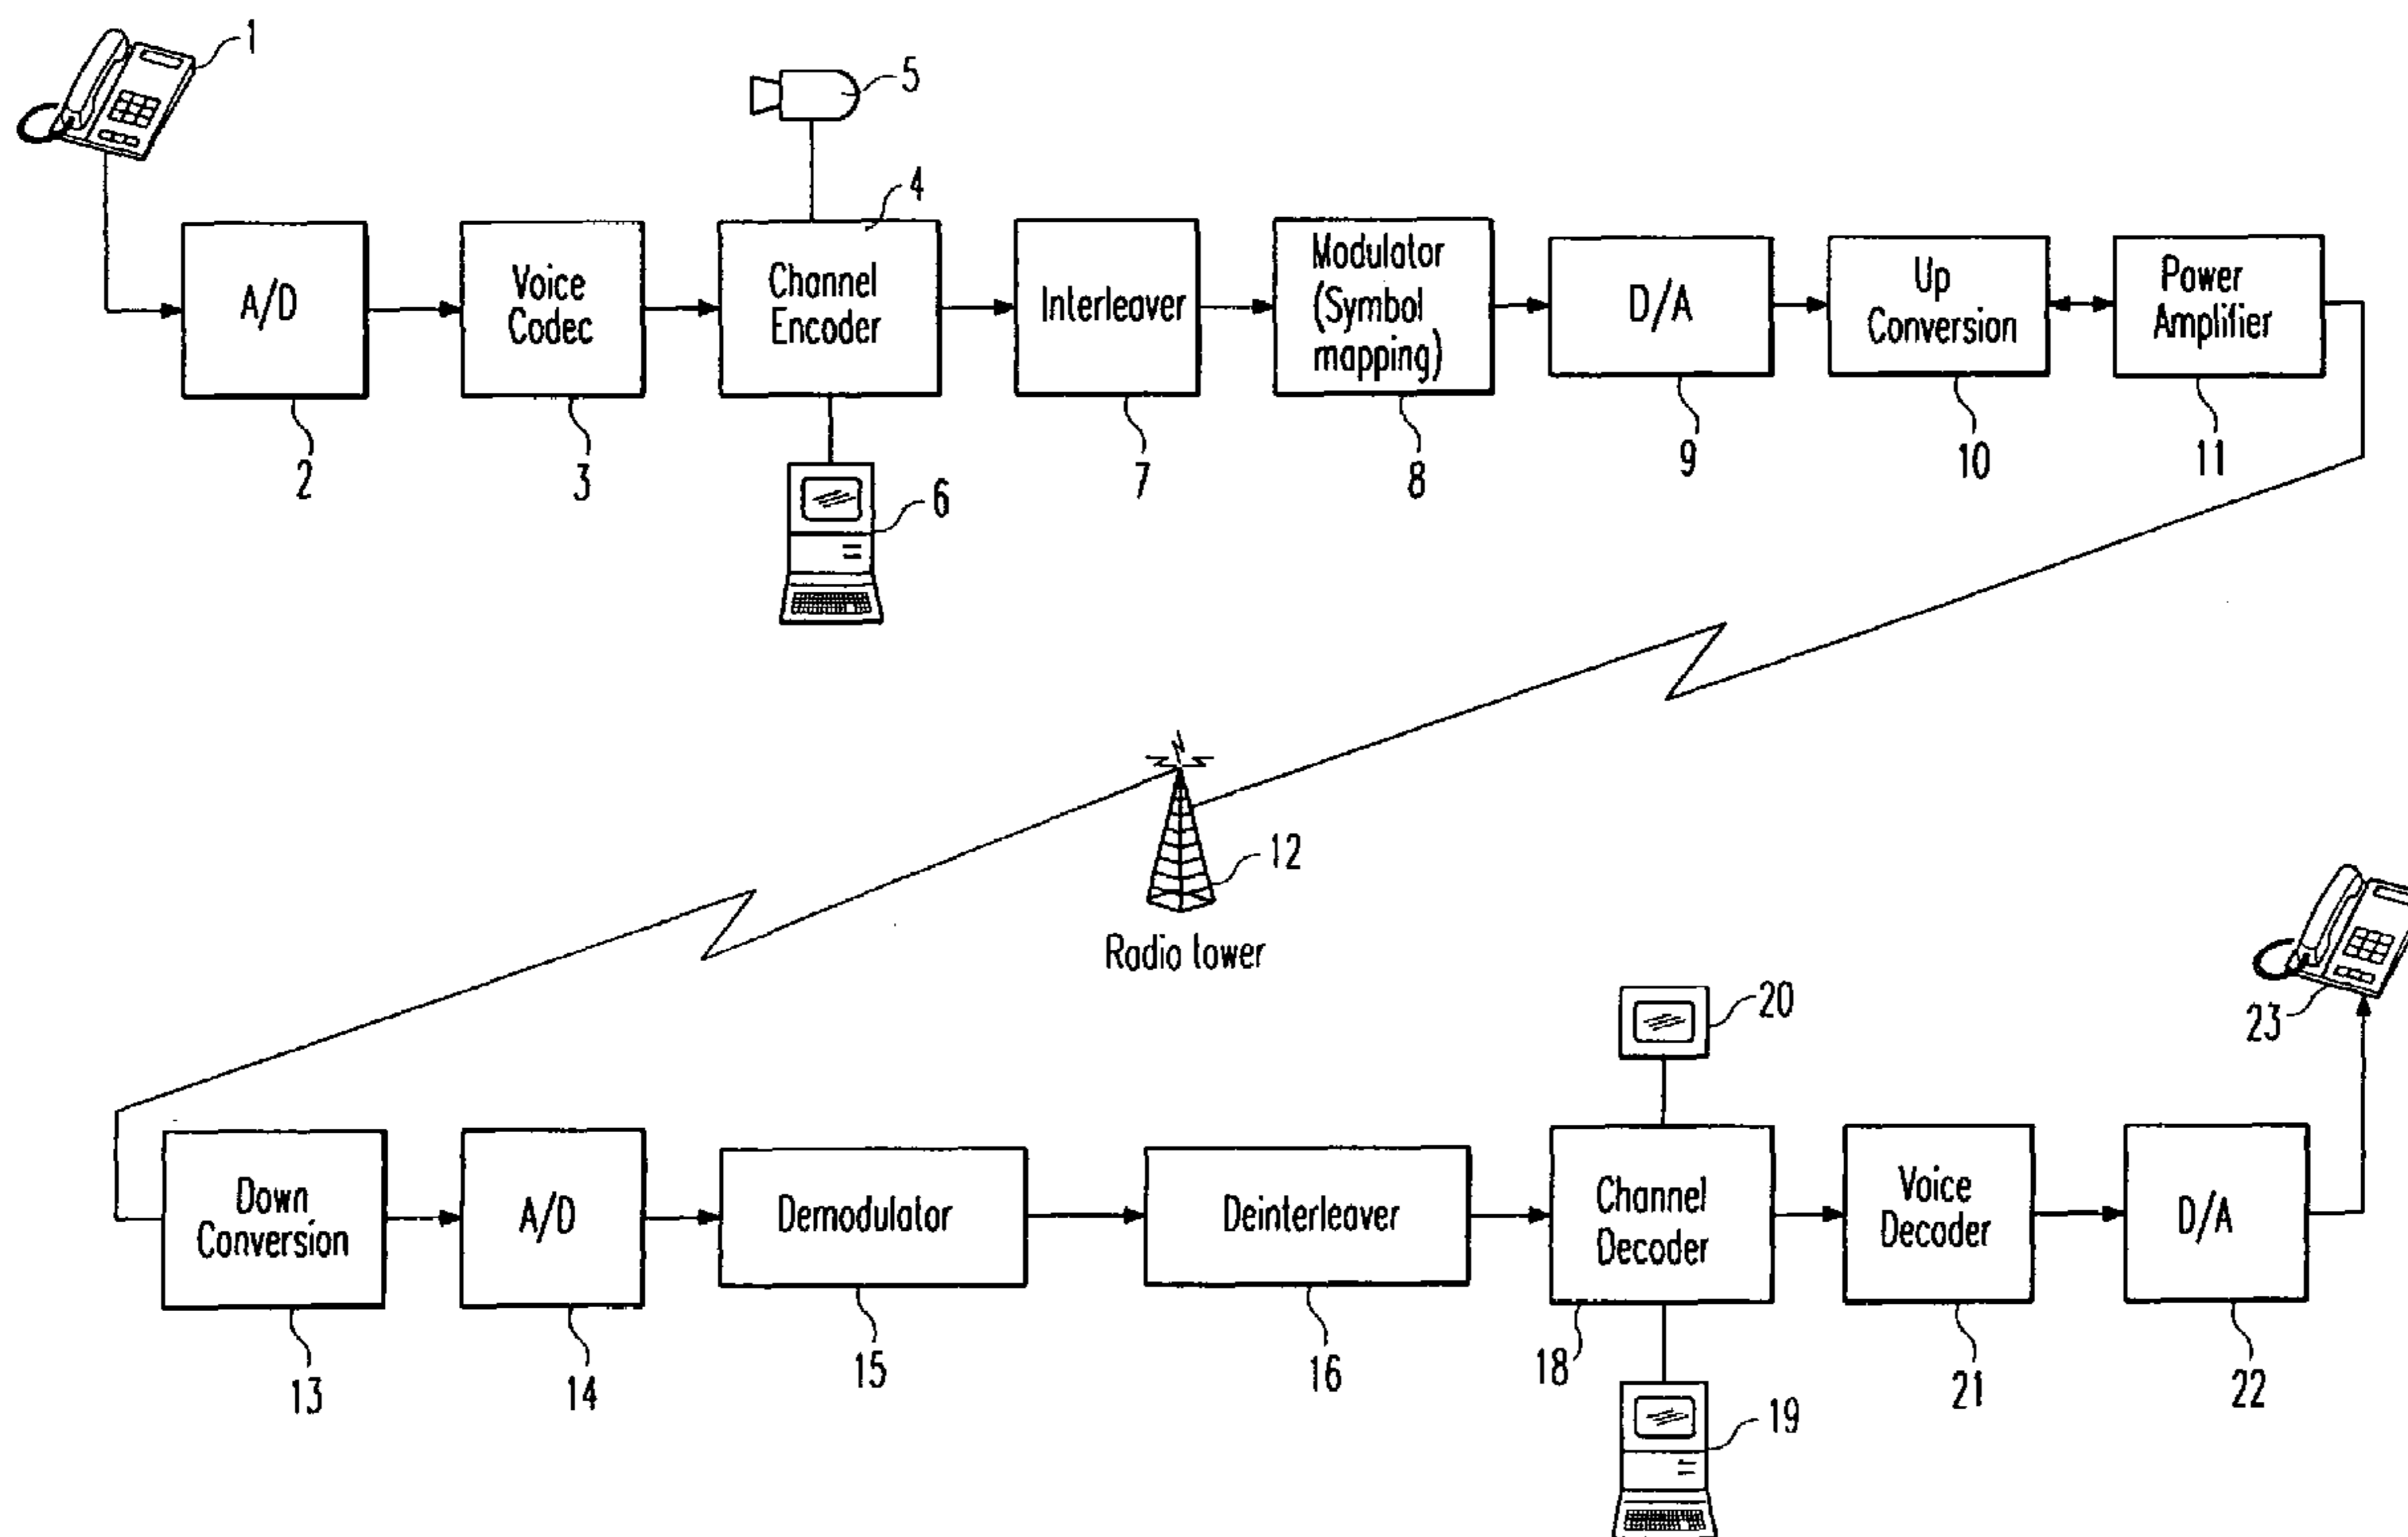 1
5
4
A/D
Voice
Codec
Channel
Encoder
Interleaver
Modulator
(Symbol
mapping)
D/A
Up
Conversion
Power
Amplifier
2
3
6
7
8
9
10
11
12
Radio tower
20
23
Down
Conversion
A/D
Demodulator
Deinterleaver
Channel
Decoder
Voice
Decoder
D/A
13
14
15
16
18
19
21
22